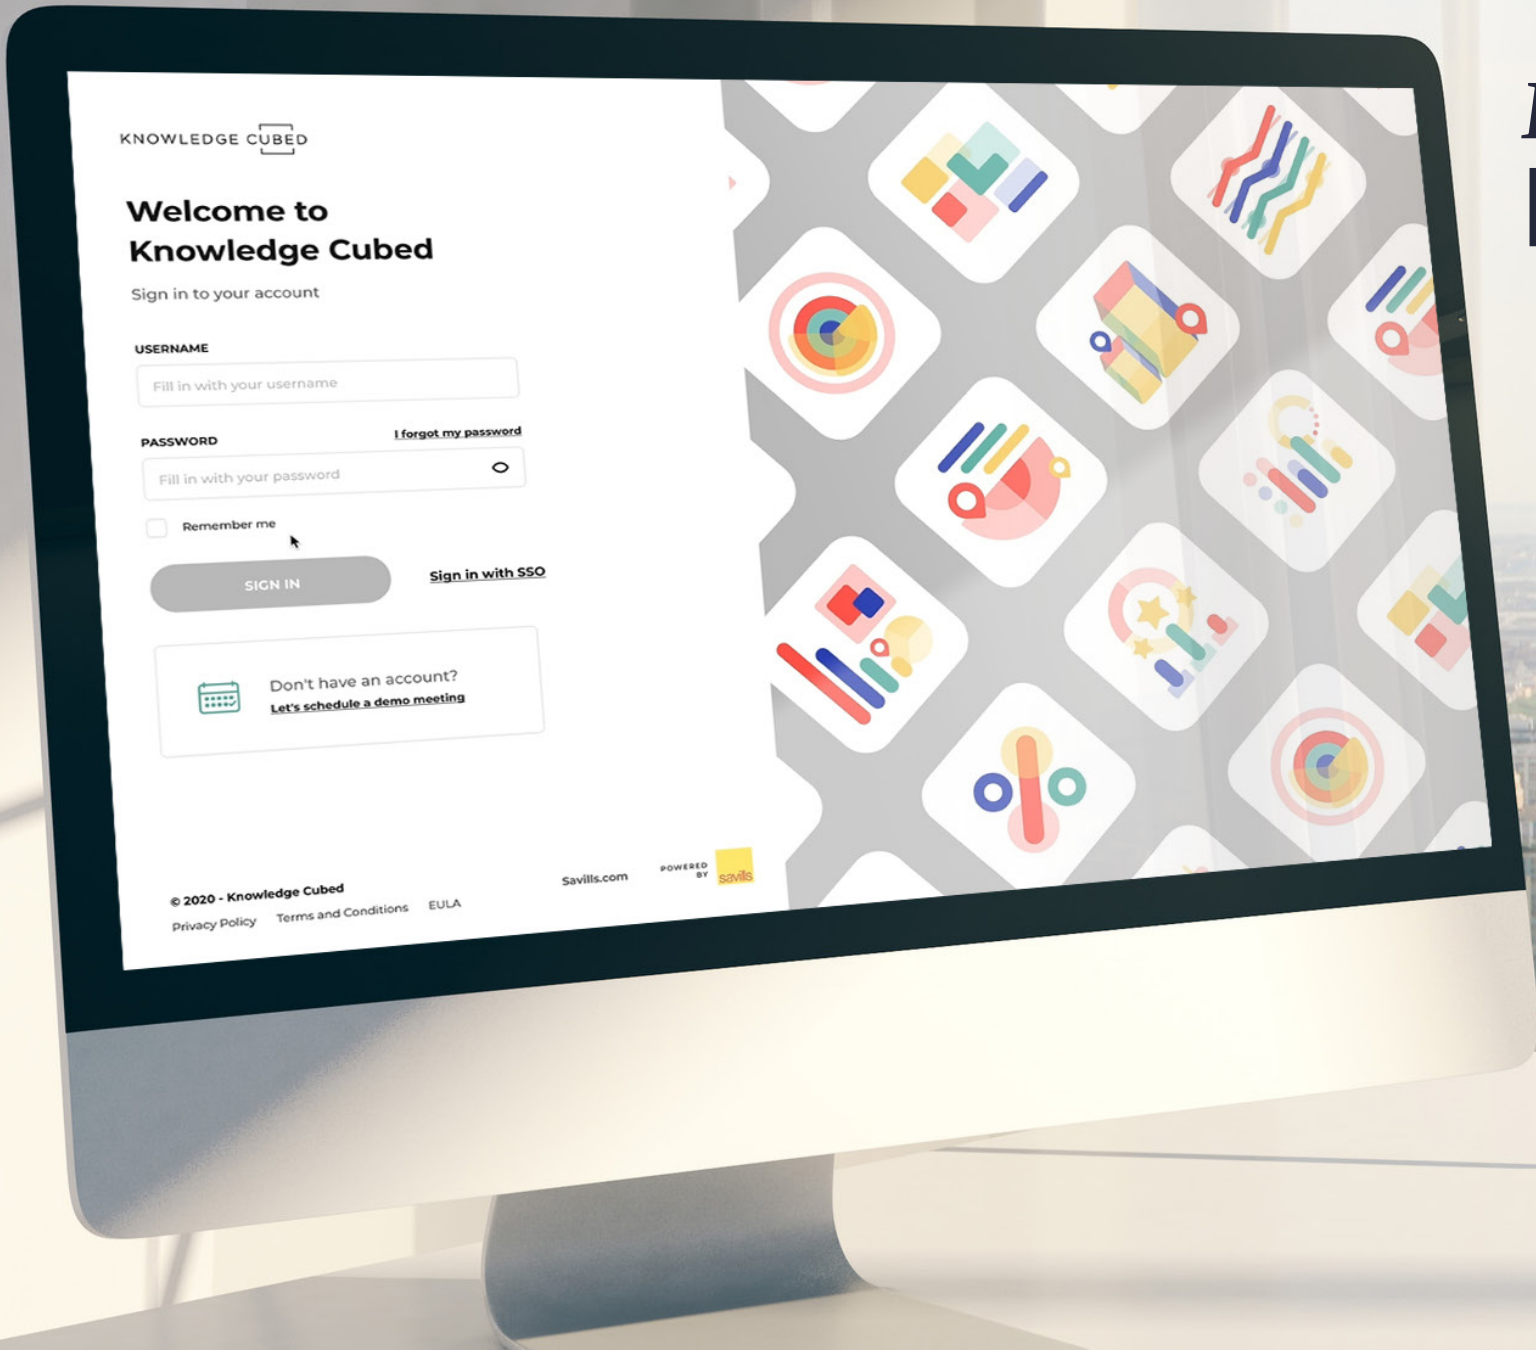 KNOWLEDGE CUBED
Welcome to
Knowledge Cubed
Sign in to your account
USERNAME
Fill in with your username
PASSWORD
I forgot my password
Fill in with your password
Remember me
SIGN IN
Sign in with SSO
Don't have an account?
Let's schedule a demo meeting
© 2020 - Knowledge Cubed
Privacy Policy Terms and Conditions EULA
Savills.com
POWERED
BY
savills